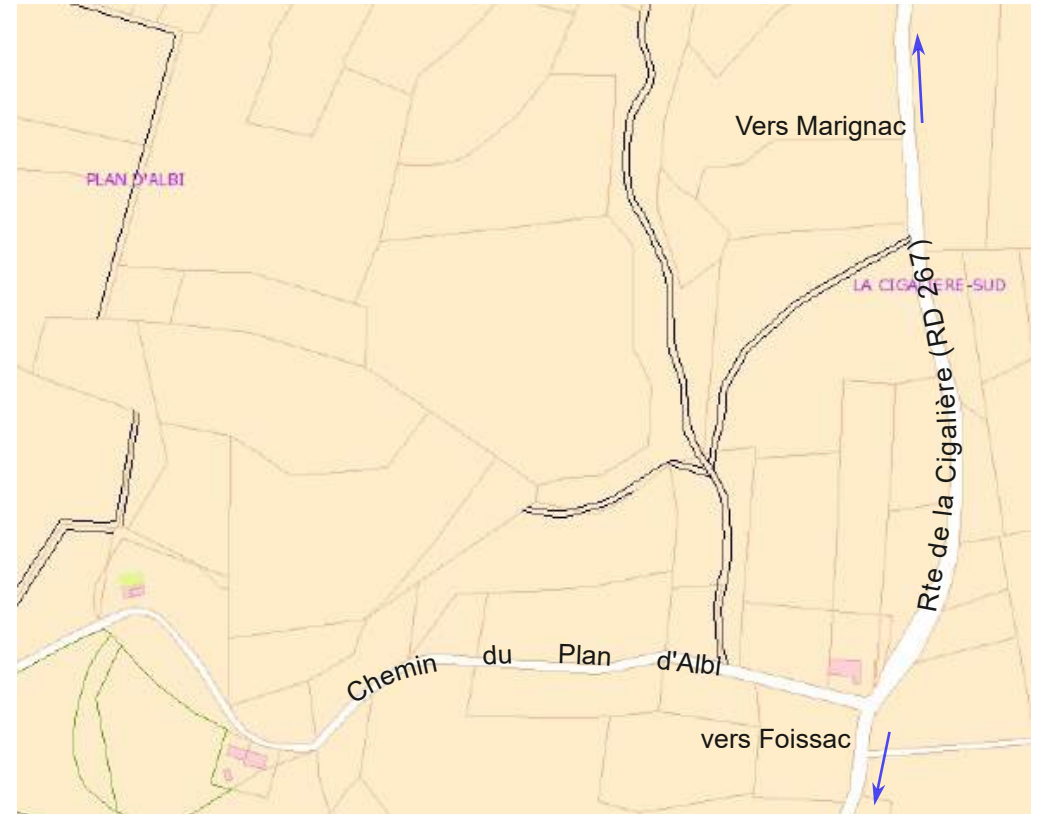 Vers Marignac
PLAN D'ALBI
LA CIGALIERE-SUD
Rte de la Cigalière (RD 267)
Chemin du Plan d'Albi
vers Foissac